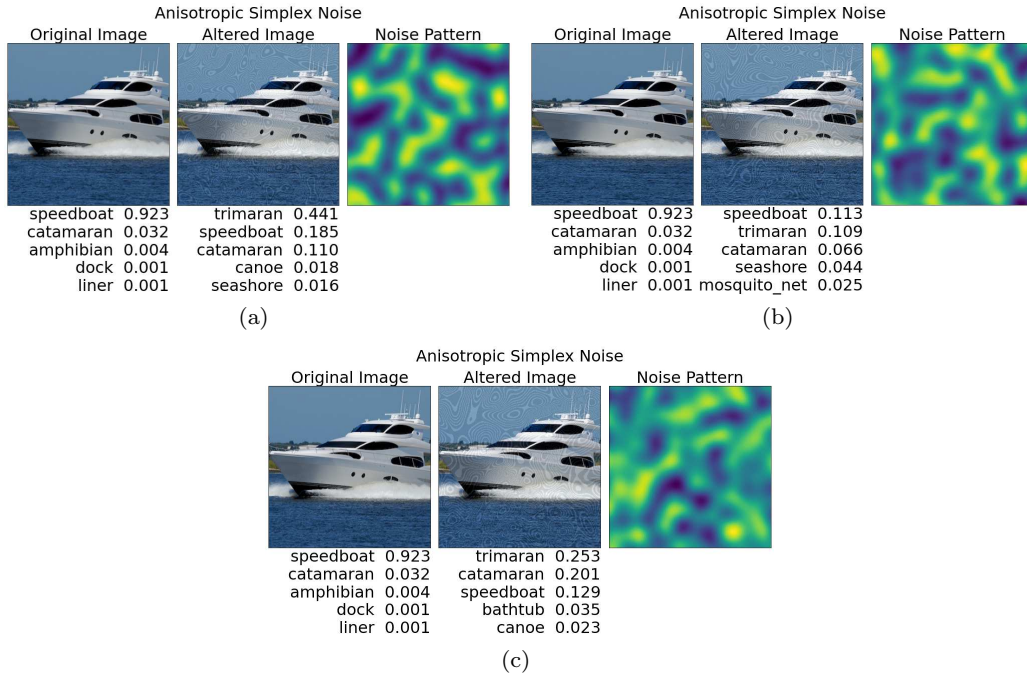 Anisotropic Simplex Noise
Original Image Altered Image Noise Pattern
speedboat 0.923 trimaran 0.441
catamaran 0.032 speedboat 0.185
amphibian 0.004 catamaran 0.110
dock 0.001 canoe 0.018
liner 0.001 seashore 0.016
(a)
Anisotropic Simplex Noise
Original Image Altered Image Noise Pattern
speedboat 0.923 speedboat 0.113
catamaran 0.032 trimaran 0.109
amphibian 0.004 catamaran 0.066
dock 0.001 seashore 0.044
liner 0.001 mosquito_net 0.025
(b)
Anisotropic Simplex Noise
Original Image Altered Image Noise Pattern
speedboat 0.923 trimaran 0.253
catamaran 0.032 catamaran 0.201
amphibian 0.004 speedboat 0.129
dock 0.001 bathtub 0.035
liner 0.001 canoe 0.023
(c)